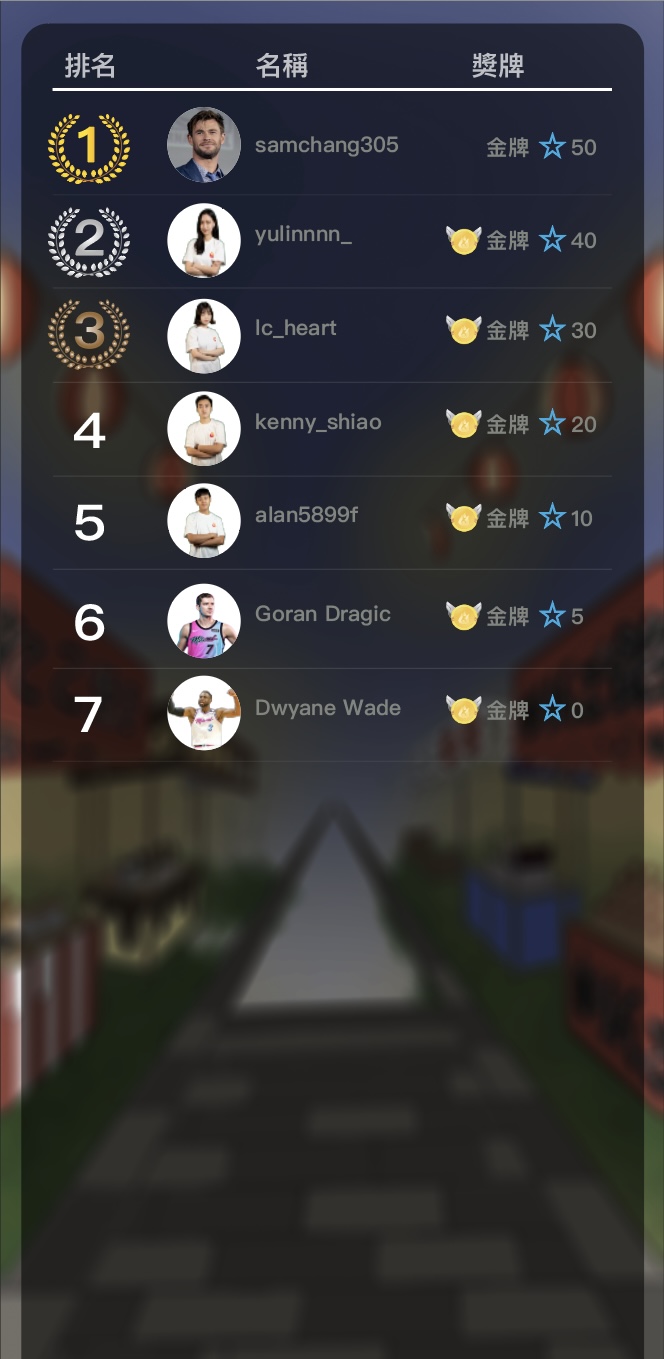 排名 名稱 獎牌
1 samchang305 金牌 50
2 yulinnnn_ 金牌 40
3 lc_heart 金牌 30
4 kenny_shiao 金牌 20
5 alan5899f 金牌 10
6 Goran Dragic 金牌 5
7 Dwyane Wade 金牌 0